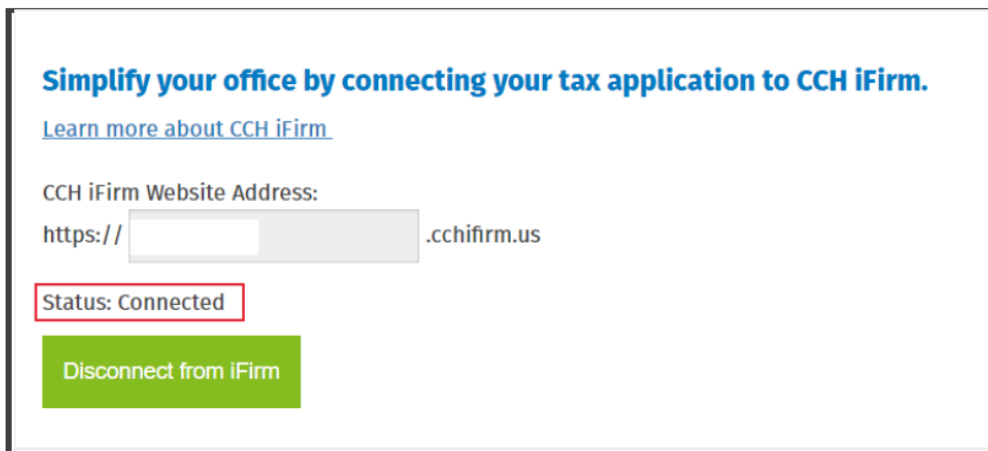 Simplify your office by connecting your tax application to CCH iFirm.
Learn more about CCH iFirm
CCH iFirm Website Address:
https:// .cchifirm.us
Status: Connected
Disconnect from iFirm